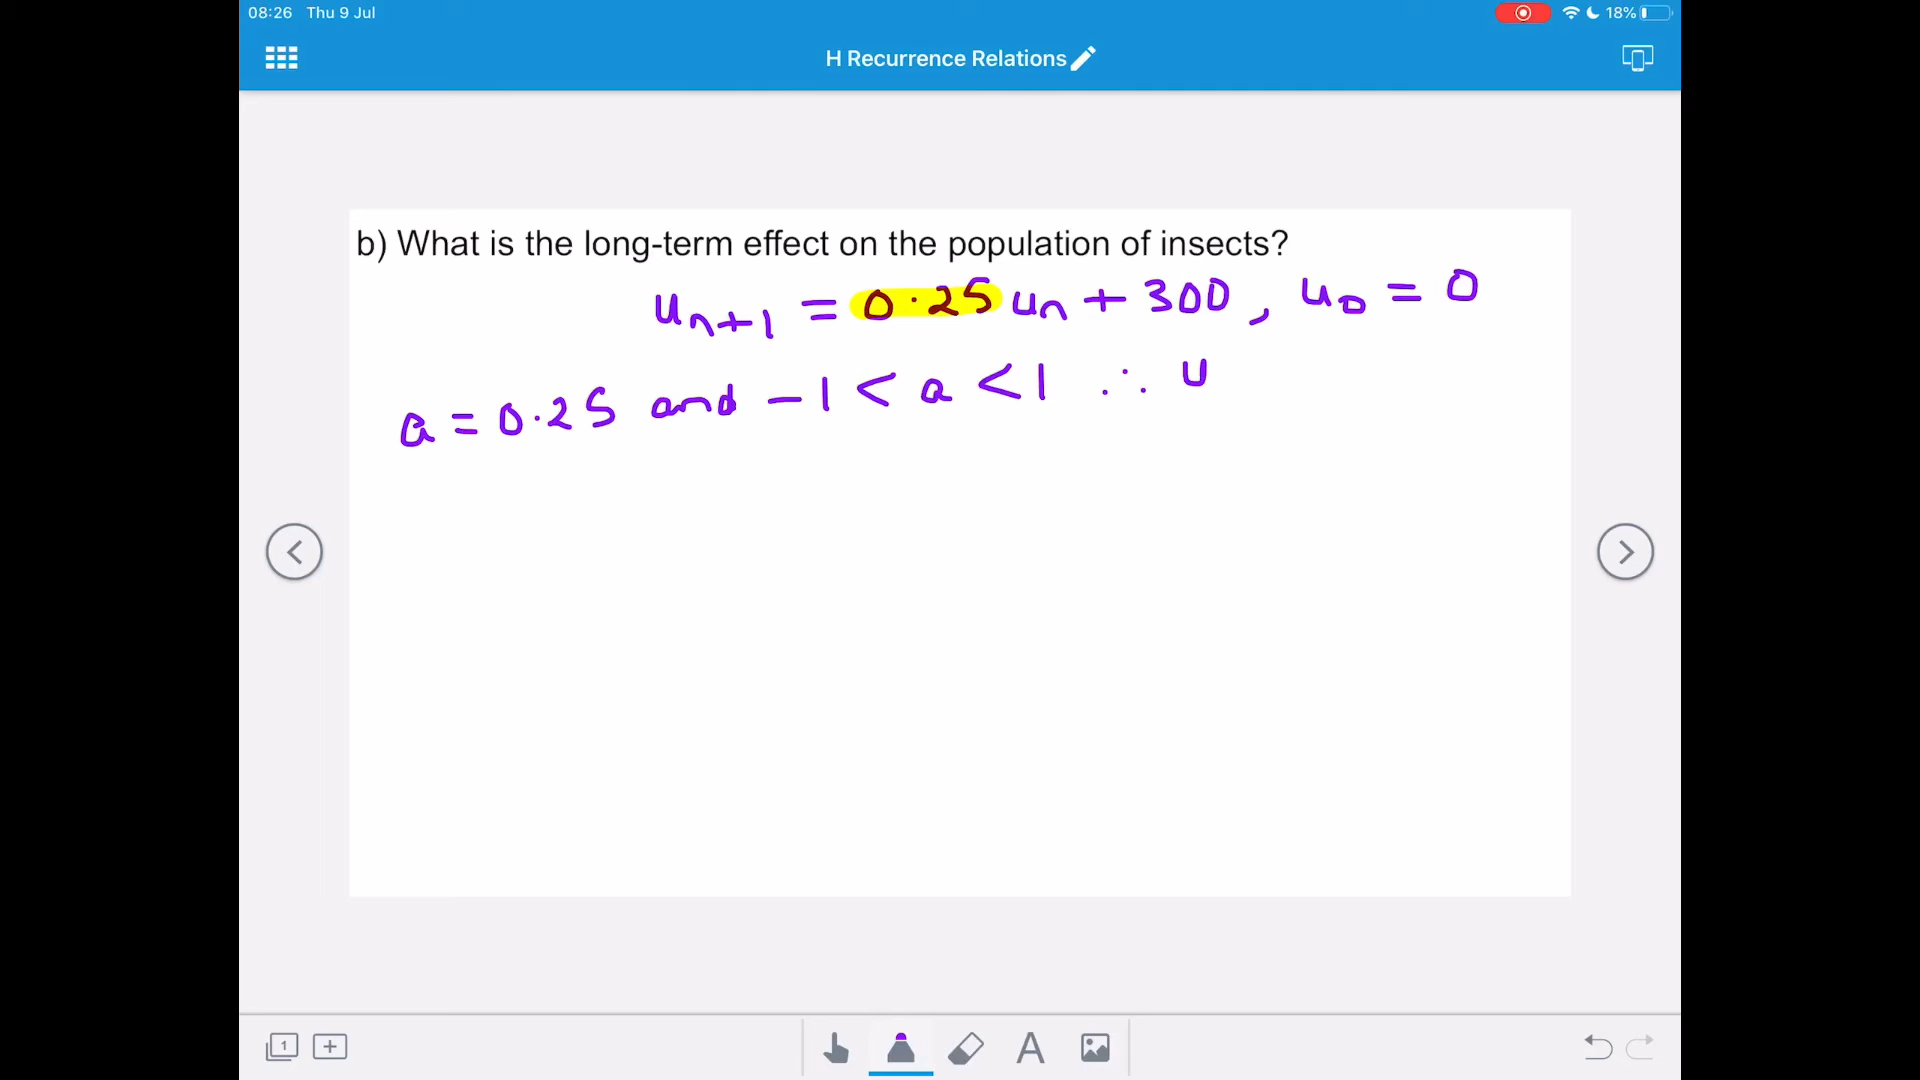 08:26 Thu 9 Jul 18%
H Recurrence Relations
b) What is the long-term effect on the population of insects?
uₙ₊₁ = 0.25 uₙ + 300, u₀ = 0
a = 0.25 and -1 < a < 1 ∴ u
1
A